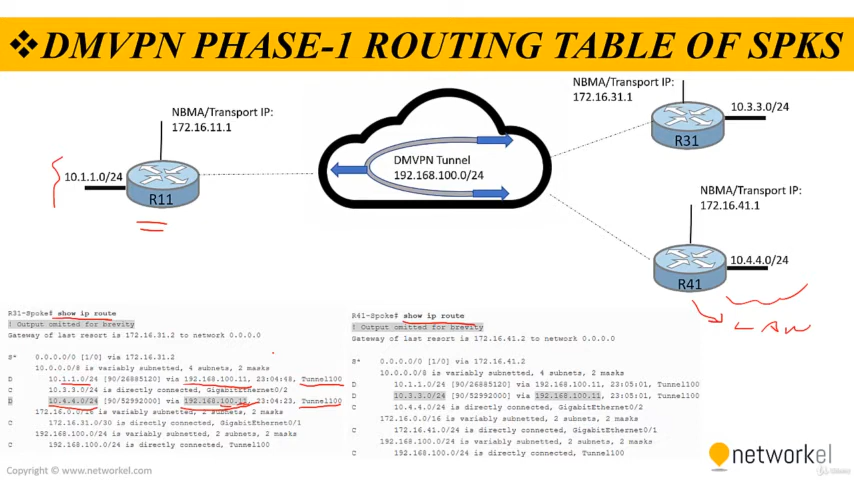 ❖DMVPN PHASE-1 ROUTING TABLE OF SPKS
NBMA/Transport IP:
172.16.11.1
10.1.1.0/24
R11
DMVPN Tunnel
192.168.100.0/24
NBMA/Transport IP:
172.16.31.1
10.3.3.0/24
R31
NBMA/Transport IP:
172.16.41.1
10.4.4.0/24
R41
LAN
R31-Spoke# show ip route
! Output omitted for brevity
Gateway of last resort is 172.16.31.2 to network 0.0.0.0
S* 0.0.0.0/0 [1/0] via 172.16.31.2
10.0.0.0/8 is variably subnetted, 4 subnets, 2 masks
D 10.1.1.0/24 [90/26885120] via 192.168.100.11, 23:04:48, Tunnel100
C 10.3.3.0/24 is directly connected, GigabitEthernet0/2
D 10.4.4.0/24 [90/52992000] via 192.168.100.11, 23:04:23, Tunnel100
172.16.0.0/16 is variably subnetted, 2 subnets, 2 masks
C 172.16.31.0/30 is directly connected, GigabitEthernet0/1
192.168.100.0/24 is variably subnetted, 2 subnets, 2 masks
C 192.168.100.0/24 is directly connected, Tunnel100
R41-Spoke# show ip route
! Output omitted for brevity
Gateway of last resort is 172.16.41.2 to network 0.0.0.0
S* 0.0.0.0/0 [1/0] via 172.16.41.2
10.0.0.0/8 is variably subnetted, 4 subnets, 2 masks
D 10.1.1.0/24 [90/26885120] via 192.168.100.11, 23:05:01, Tunnel100
D 10.3.3.0/24 [90/52992000] via 192.168.100.11, 23:05:01, Tunnel100
C 10.4.4.0/24 is directly connected, GigabitEthernet0/2
172.16.0.0/16 is variably subnetted, 2 subnets, 2 masks
C 172.16.41.0/24 is directly connected, GigabitEthernet0/1
192.168.100.0/24 is variably subnetted, 2 subnets, 2 masks
C 192.168.100.0/24 is directly connected, Tunnel100
networkel
Copyright © www.networkel.com